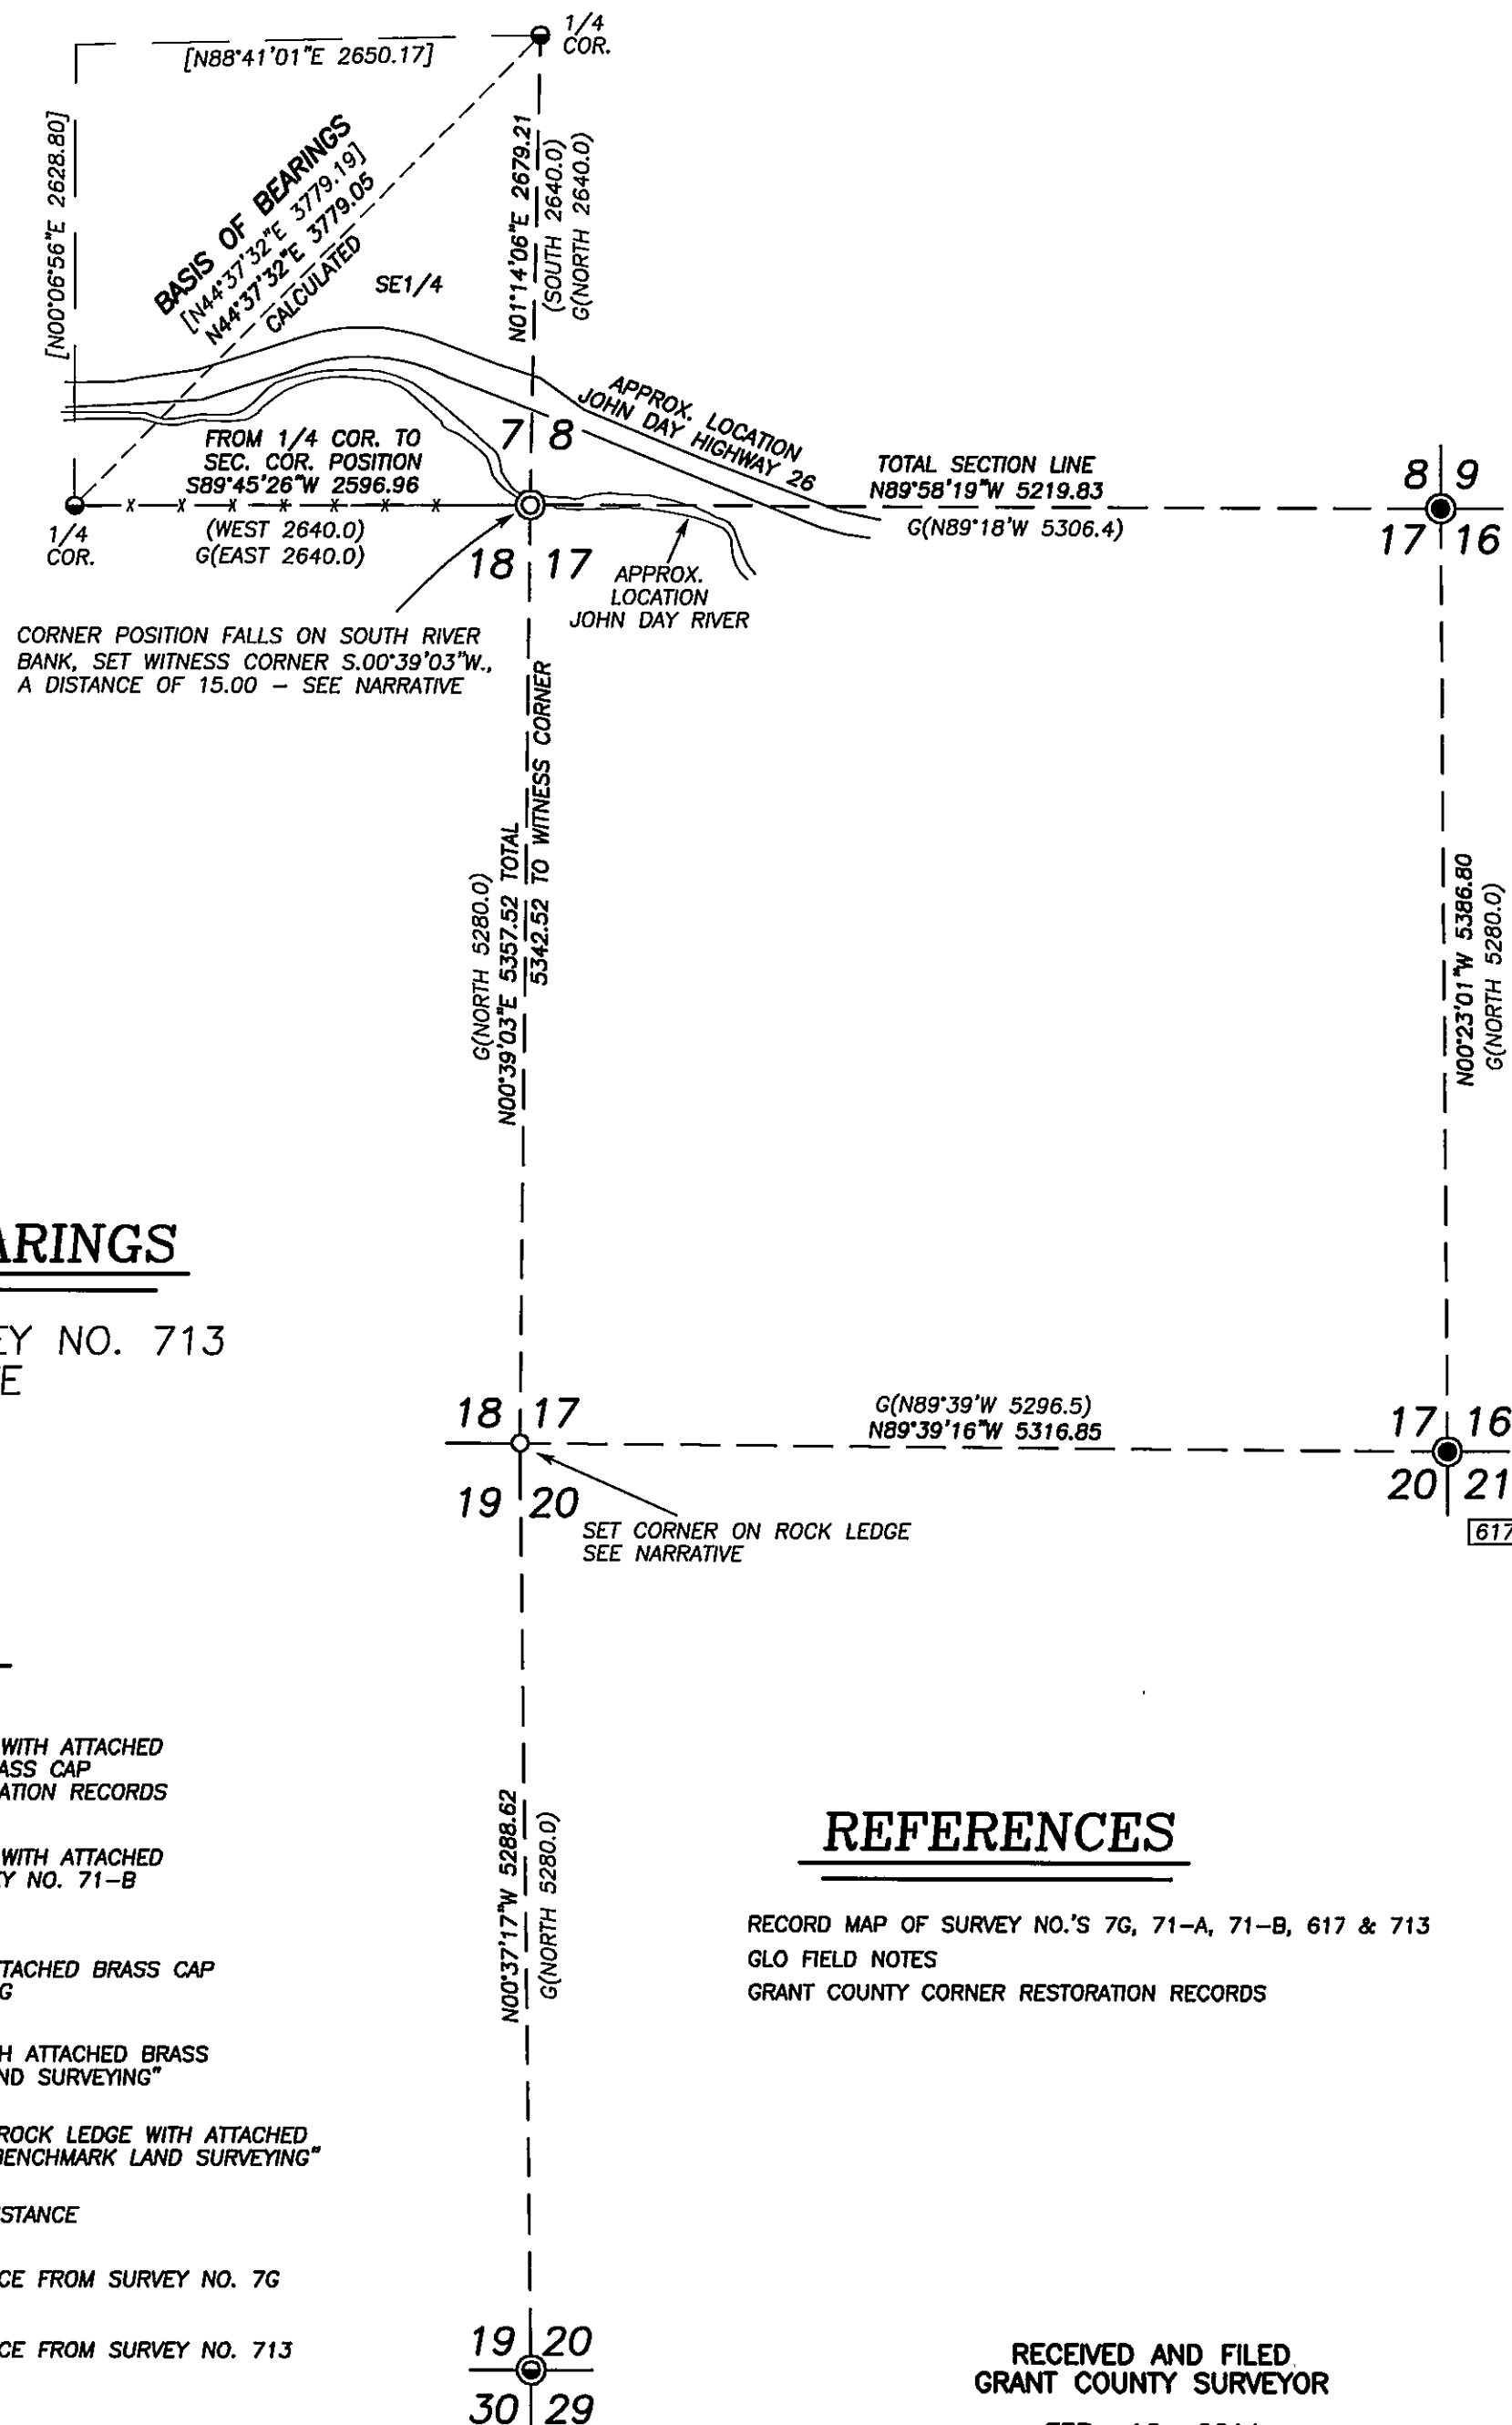 1/4
COR.
[N88°41'01"E 2650.17]
[N00°06'56"E 2628.80]
BASIS OF BEARINGS
[N44°37'32"E 3779.19]
N44°37'32"E 3779.05
CALCULATED
SE1/4
N01°14'06"E 2679.21
(SOUTH 2640.0)
G(NORTH 2640.0)
APPROX. LOCATION
JOHN DAY HIGHWAY 26
FROM 1/4 COR. TO
SEC. COR. POSITION
S89°45'26"W 2596.96
(WEST 2640.0)
G(EAST 2640.0)
1/4
COR.
7 8
18 17
TOTAL SECTION LINE
N89°58'19"W 5219.83
G(N89°18'W 5306.4)
8 9
17 16
APPROX.
LOCATION
JOHN DAY RIVER
CORNER POSITION FALLS ON SOUTH RIVER
BANK, SET WITNESS CORNER S.00°39'03"W.,
A DISTANCE OF 15.00 – SEE NARRATIVE
G(NORTH 5280.0)
N00°39'03"E 5357.52 TOTAL
5342.52 TO WITNESS CORNER
N00°23'01"W 5386.80
G(NORTH 5280.0)
ARINGS
EY NO. 713
E
18 17
19 20
G(N89°39'W 5296.5)
N89°39'16"W 5316.85
17 16
20 21
617
SET CORNER ON ROCK LEDGE
SEE NARRATIVE
WITH ATTACHED
ASS CAP
ATION RECORDS
WITH ATTACHED
Y NO. 71-B
TACHED BRASS CAP
G
H ATTACHED BRASS
ND SURVEYING"
ROCK LEDGE WITH ATTACHED
BENCHMARK LAND SURVEYING"
STANCE
CE FROM SURVEY NO. 7G
CE FROM SURVEY NO. 713
N00°37'17"W 5288.62
G(NORTH 5280.0)
REFERENCES
RECORD MAP OF SURVEY NO.'S 7G, 71-A, 71-B, 617 & 713
GLO FIELD NOTES
GRANT COUNTY CORNER RESTORATION RECORDS
19 20
30 29
RECEIVED AND FILED
GRANT COUNTY SURVEYOR